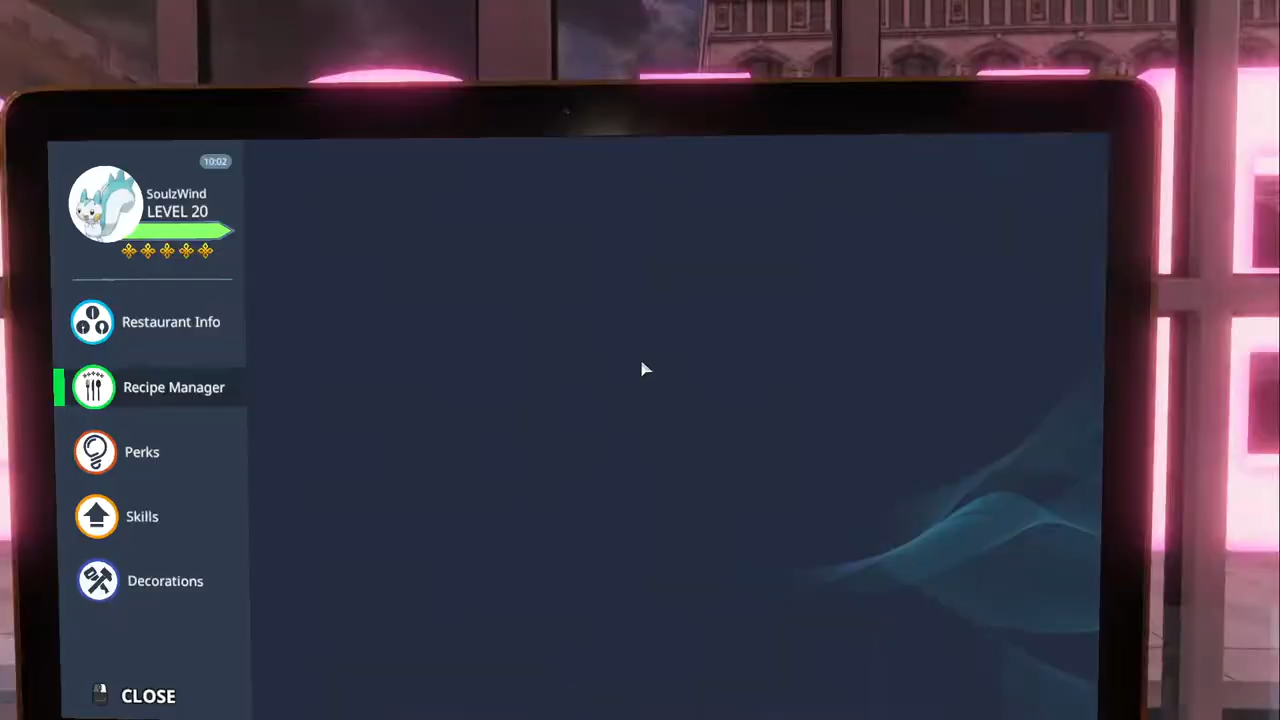 10:02
SoulzWind
LEVEL 20
Restaurant Info
Recipe Manager
Perks
Skills
Decorations
CLOSE